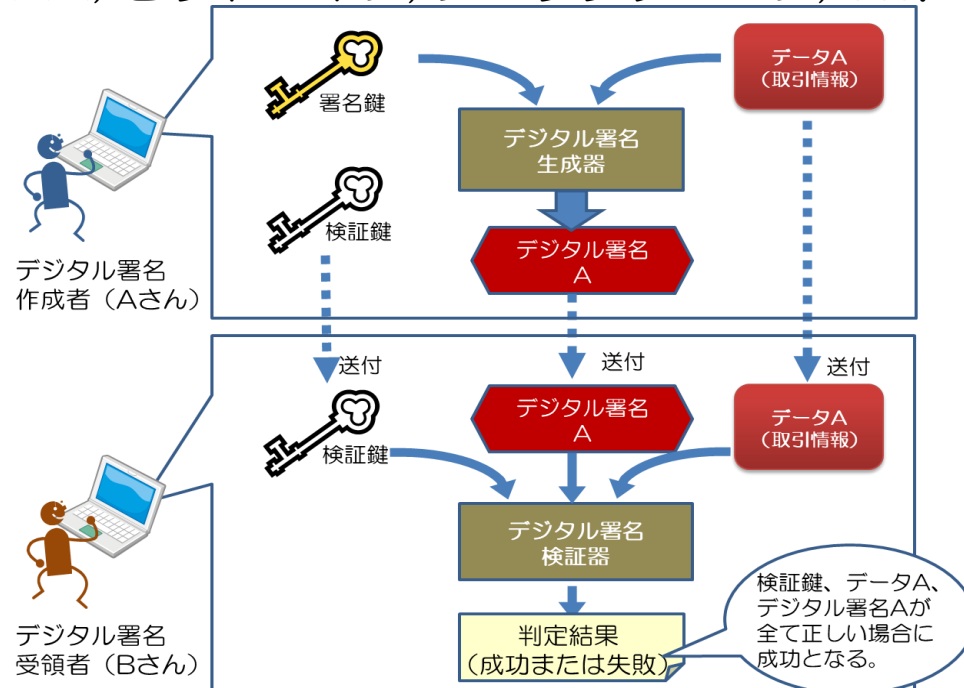 署名鍵
データA
（取引情報）
デジタル署名
生成器
検証鍵
デジタル署名
A
デジタル署名
作成者（Aさん）
送付
送付
送付
検証鍵
デジタル署名
A
データA
（取引情報）
デジタル署名
検証器
検証鍵、データA、
デジタル署名Aが
全て正しい場合に
成功となる。
判定結果
（成功または失敗）
デジタル署名
受領者（Bさん）